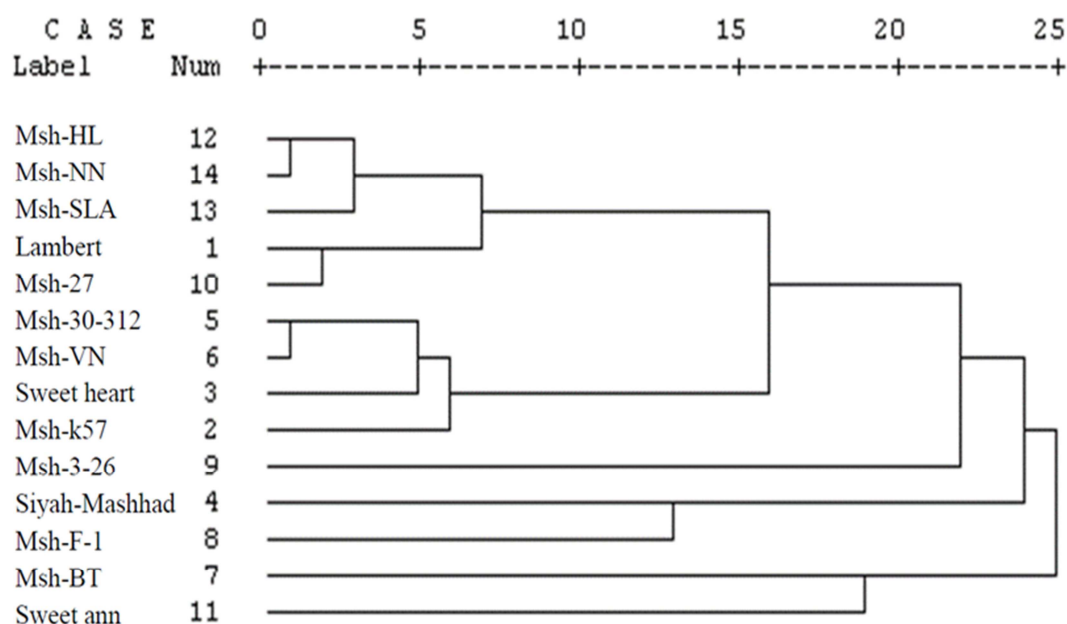 C A S E 0 5 10 15 20 25
Label Num +---------+---------+---------+---------+---------+
Msh-HL 12
Msh-NN 14
Msh-SLA 13
Lambert 1
Msh-27 10
Msh-30-312 5
Msh-VN 6
Sweet heart 3
Msh-k57 2
Msh-3-26 9
Siyah-Mashhad 4
Msh-F-1 8
Msh-BT 7
Sweet ann 11